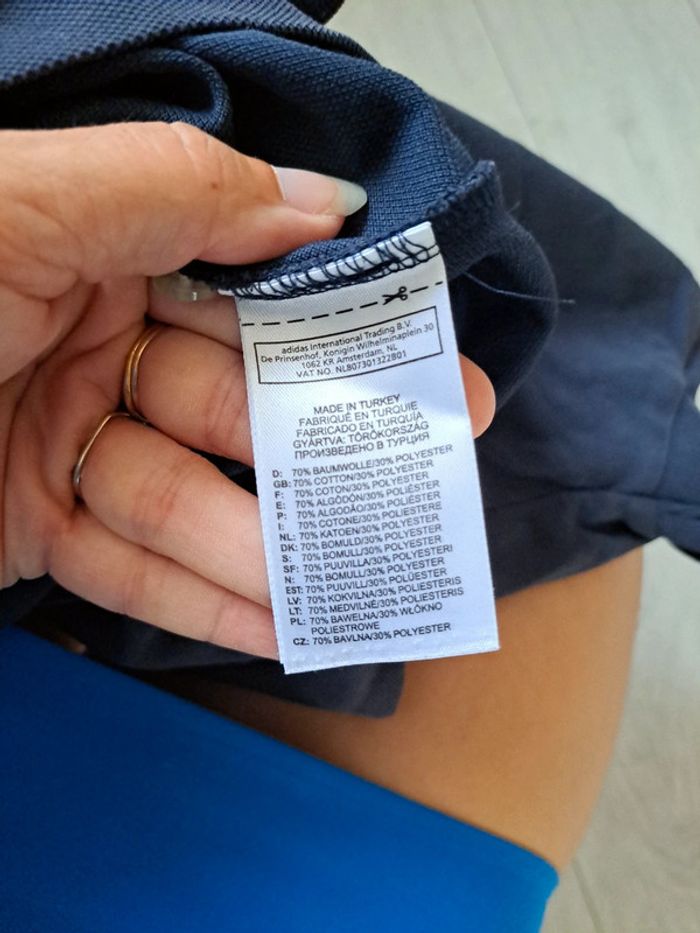 adidas International Trading B.V.
De Prinsenhof, Konigin Wilhelminaplein 30
1062 KR Amsterdam, NL
VAT NO. NL807301322B01
MADE IN TURKEY
FABRIQUÉ EN TURQUIE
FABRICADO EN TURQUÍA
GYÁRTVA: TÖRÖKORSZÁG
ПРОИЗВЕДЕНО В ТУРЦИЯ
D: 70% BAUMWOLLE/30% POLYESTER
GB: 70% COTTON/30% POLYESTER
F: 70% COTON/30% POLYESTER
E: 70% ALGODÓN/30% POLIÉSTER
P: 70% ALGODÃO/30% POLIÉSTER
I: 70% COTONE/30% POLIESTERE
NL: 70% KATOEN/30% POLYESTER
DK: 70% BOMULD/30% POLYESTER
S: 70% BOMULL/30% POLYESTER
SF: 70% PUUVILLA/30% POLYESTERI
N: 70% BOMULL/30% POLYESTER
EST: 70% PUUVILL/30% POLÜESTER
LV: 70% KOKVILNA/30% POLIESTERIS
LT: 70% MEDVILNĖ/30% POLIESTERIS
PL: 70% BAWEŁNA/30% WŁÓKNO
POLIESTROWE
CZ: 70% BAVLNA/30% POLYESTER